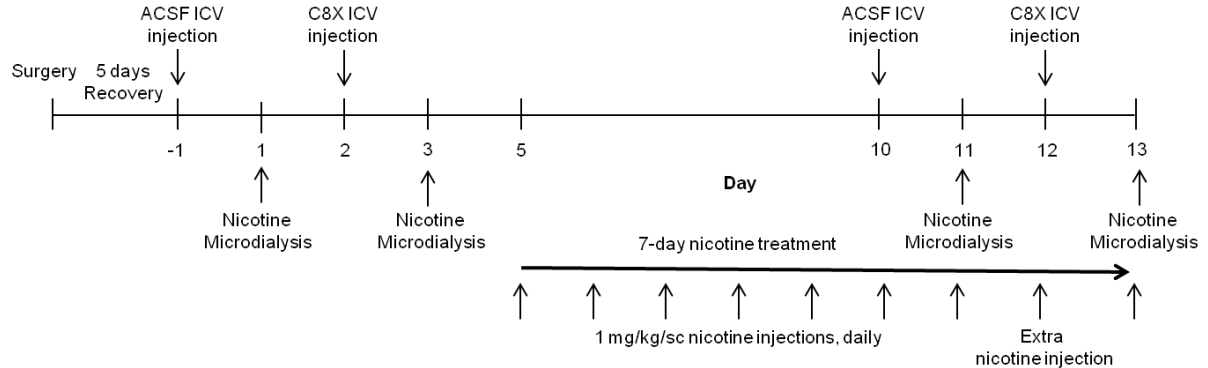 ACSF ICV
injection
C8X ICV
injection
ACSF ICV
injection
C8X ICV
injection
Surgery
5 days
Recovery
-1
1
2
3
5
10
11
12
13
Day
Nicotine
Microdialysis
Nicotine
Microdialysis
Nicotine
Microdialysis
Nicotine
Microdialysis
7-day nicotine treatment
1 mg/kg/sc nicotine injections, daily
Extra
nicotine injection